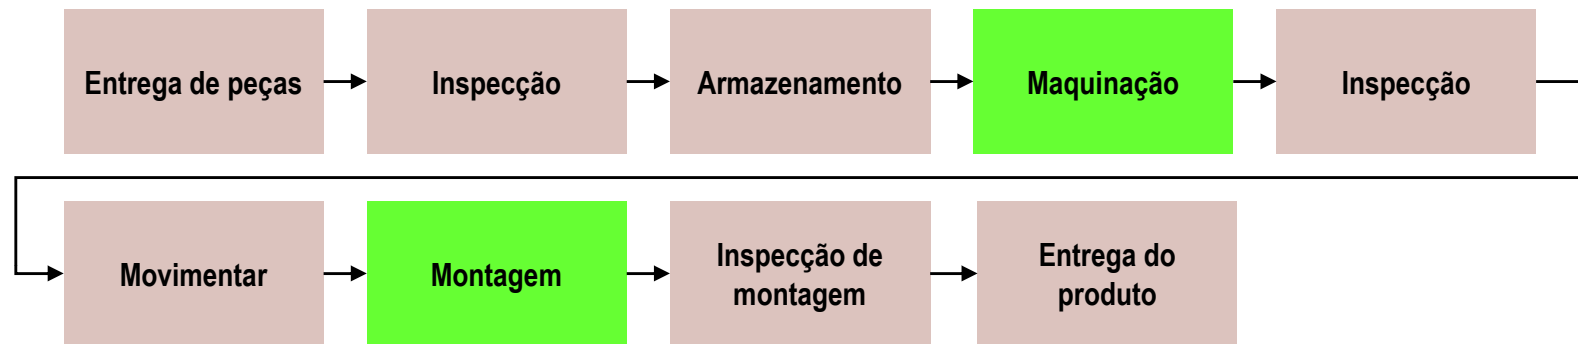 Entrega de peças
Inspecção
Armazenamento
Maquinação
Inspecção
Movimentar
Montagem
Inspecção de
montagem
Entrega do
produto